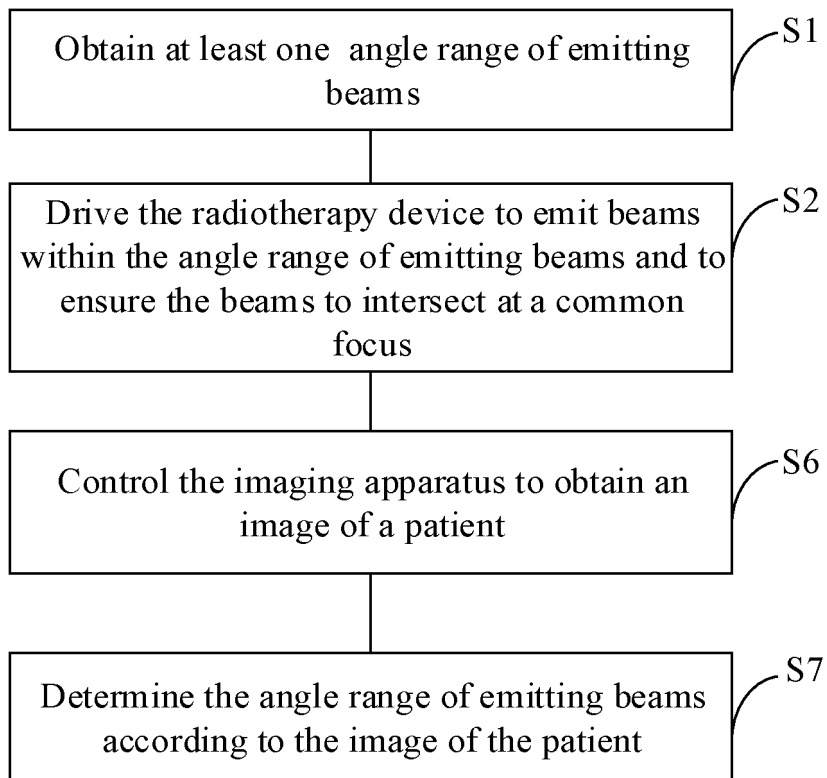 Obtain at least one angle range of emitting
beams
S1
Drive the radiotherapy device to emit beams
within the angle range of emitting beams and to
ensure the beams to intersect at a common
focus
S2
Control the imaging apparatus to obtain an
image of a patient
S6
Determine the angle range of emitting beams
according to the image of the patient
S7